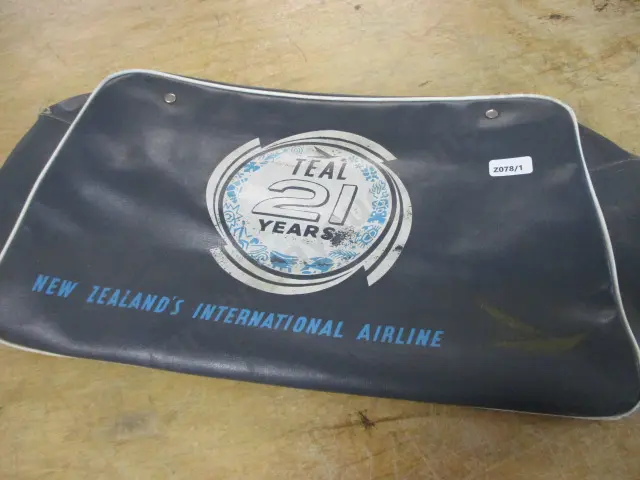 TEAL
21
YEARS
Z078/1
NEW ZEALAND'S INTERNATIONAL AIRLINE